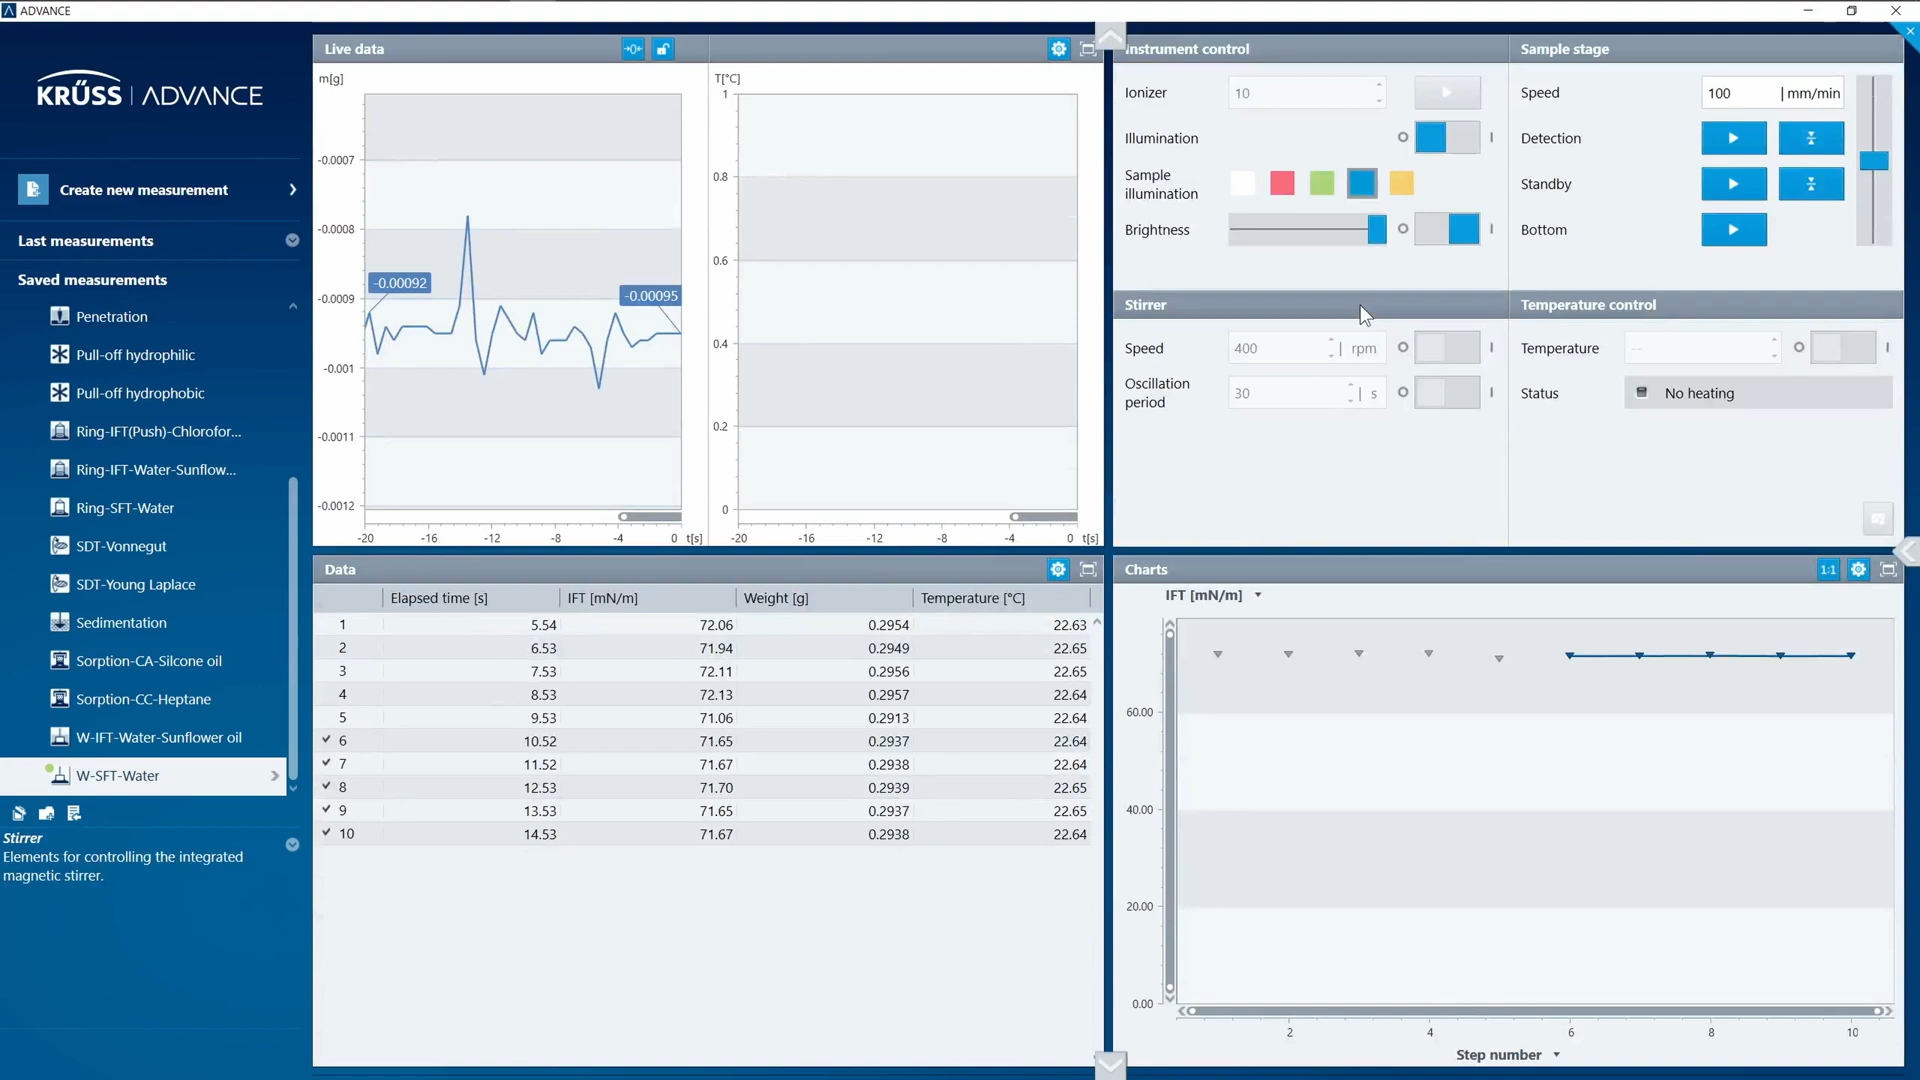 ADVANCE
KRÜSS | ADVANCE
Create new measurement
Last measurements
Saved measurements
Penetration
Pull-off hydrophilic
Pull-off hydrophobic
Ring-IFT(Push)-Chlorofor...
Ring-IFT-Water-Sunflow...
Ring-SFT-Water
SDT-Vonnegut
SDT-Young Laplace
Sedimentation
Sorption-CA-Silcone oil
Sorption-CC-Heptane
W-IFT-Water-Sunflower oil
W-SFT-Water
Stirrer
Elements for controlling the integrated
magnetic stirrer.
Live data
m[g]
-0.0007
-0.0008
-0.0009
-0.001
-0.0011
-0.0012
-0.00092
-0.00095
-20 -16 -12 -8 -4 0 t[s]
T[°C]
1
0.8
0.6
0.4
0.2
0
-20 -16 -12 -8 -4 0 t[s]
Instrument control
Ionizer 10
Illumination
Sample
illumination
Brightness
Sample stage
Speed 100 | mm/min
Detection
Standby
Bottom
Stirrer
Speed 400 | rpm
Oscillation
period
30 | s
Temperature control
Temperature --
Status No heating
Data
Elapsed time [s] IFT [mN/m] Weight [g] Temperature [°C]
1 5.54 72.06 0.2954 22.63
2 6.53 71.94 0.2949 22.65
3 7.53 72.11 0.2956 22.65
4 8.53 72.13 0.2957 22.64
5 9.53 71.06 0.2913 22.64
6 10.52 71.65 0.2937 22.64
7 11.52 71.67 0.2938 22.64
8 12.53 71.70 0.2939 22.65
9 13.53 71.65 0.2937 22.65
10 14.53 71.67 0.2938 22.64
Charts
1:1
IFT [mN/m]
60.00
40.00
20.00
0.00
2 4 6 8 10
Step number